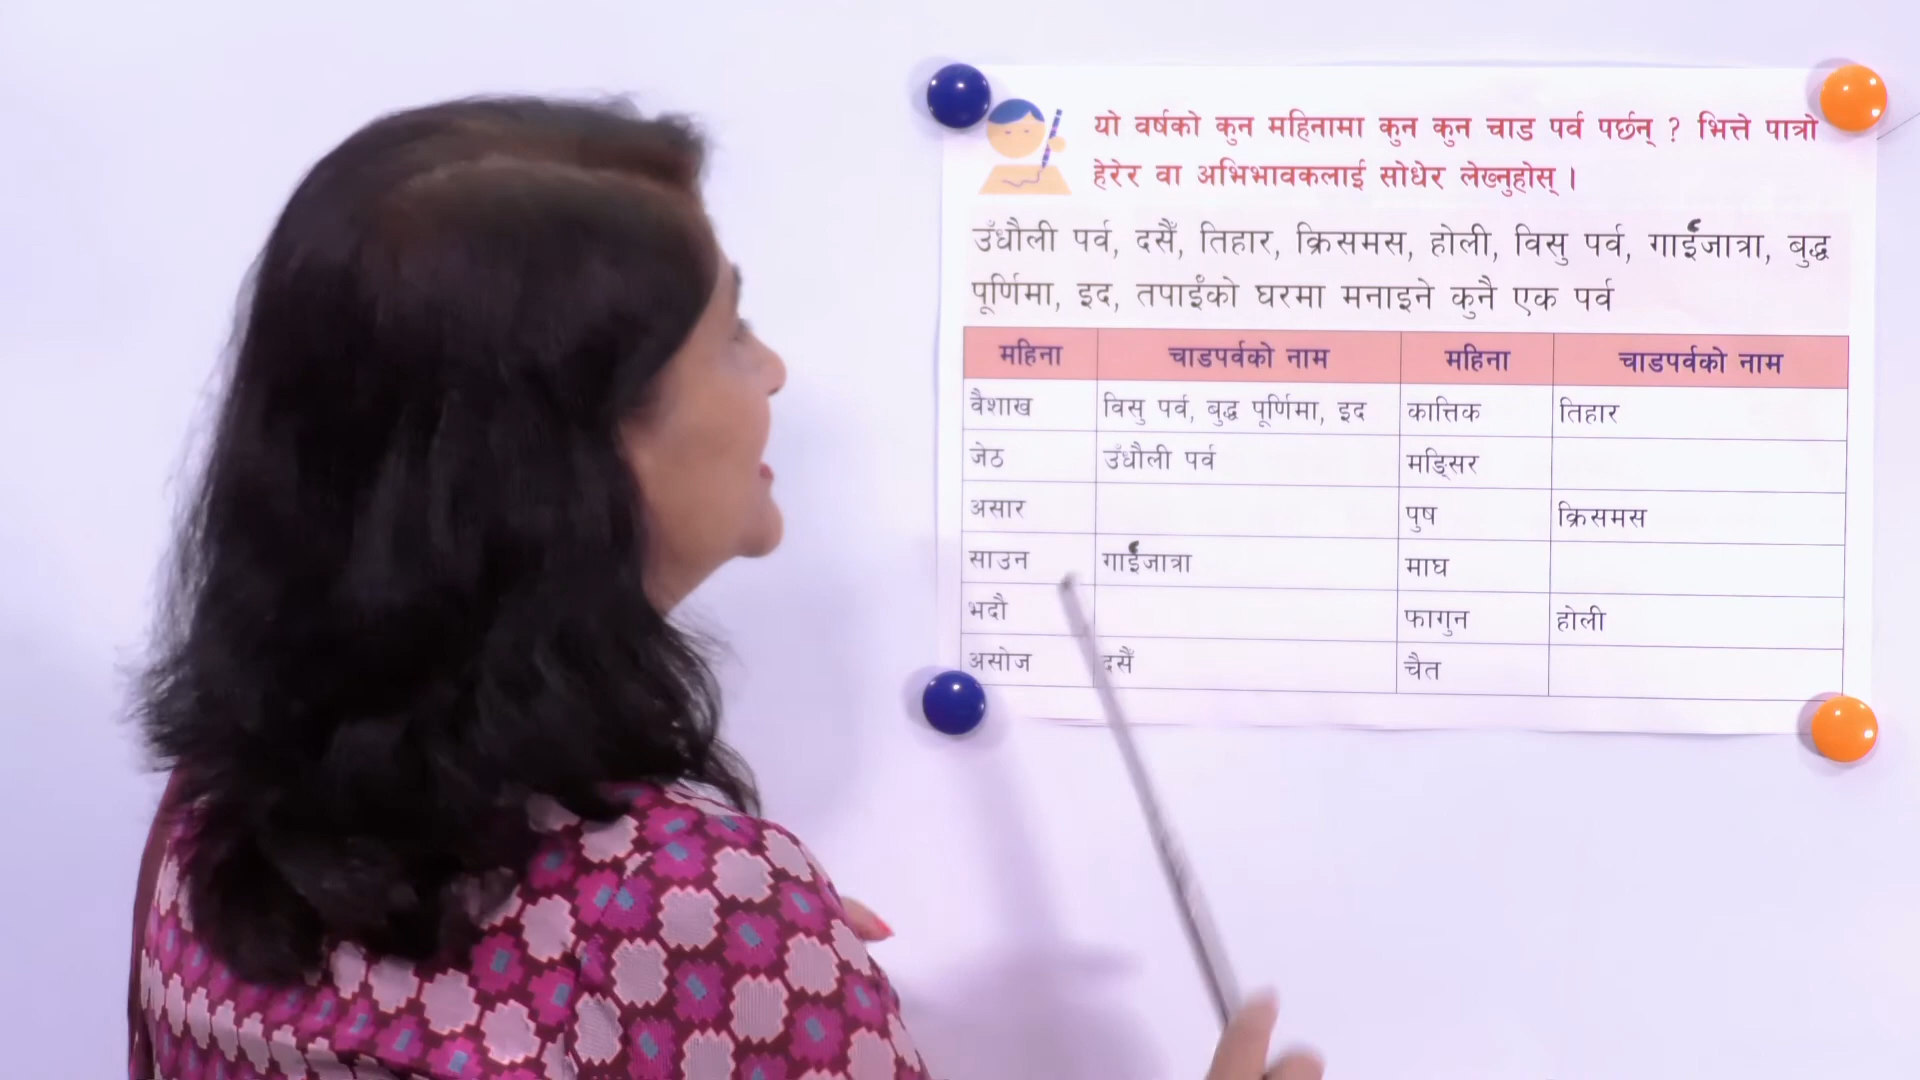 यो वर्षको कुन महिनामा कुन कुन चाड पर्व पर्छन् ? भित्ते पात्रो
हेरेर वा अभिभावकलाई सोधेर लेख्नुहोस् ।
उँधौली पर्व, दसैँ, तिहार, क्रिसमस, होली, विसु पर्व, गाईजात्रा, बुद्ध
पूर्णिमा, इद, तपाईंको घरमा मनाइने कुनै एक पर्व
महिना चाडपर्वको नाम महिना चाडपर्वको नाम
वैशाख विसु पर्व, बुद्ध पूर्णिमा, इद कात्तिक तिहार
जेठ उँधौली पर्व मङ्सिर
असार पुष क्रिसमस
साउन गाईजात्रा माघ
भदौ फागुन होली
असोज दसैँ चैत